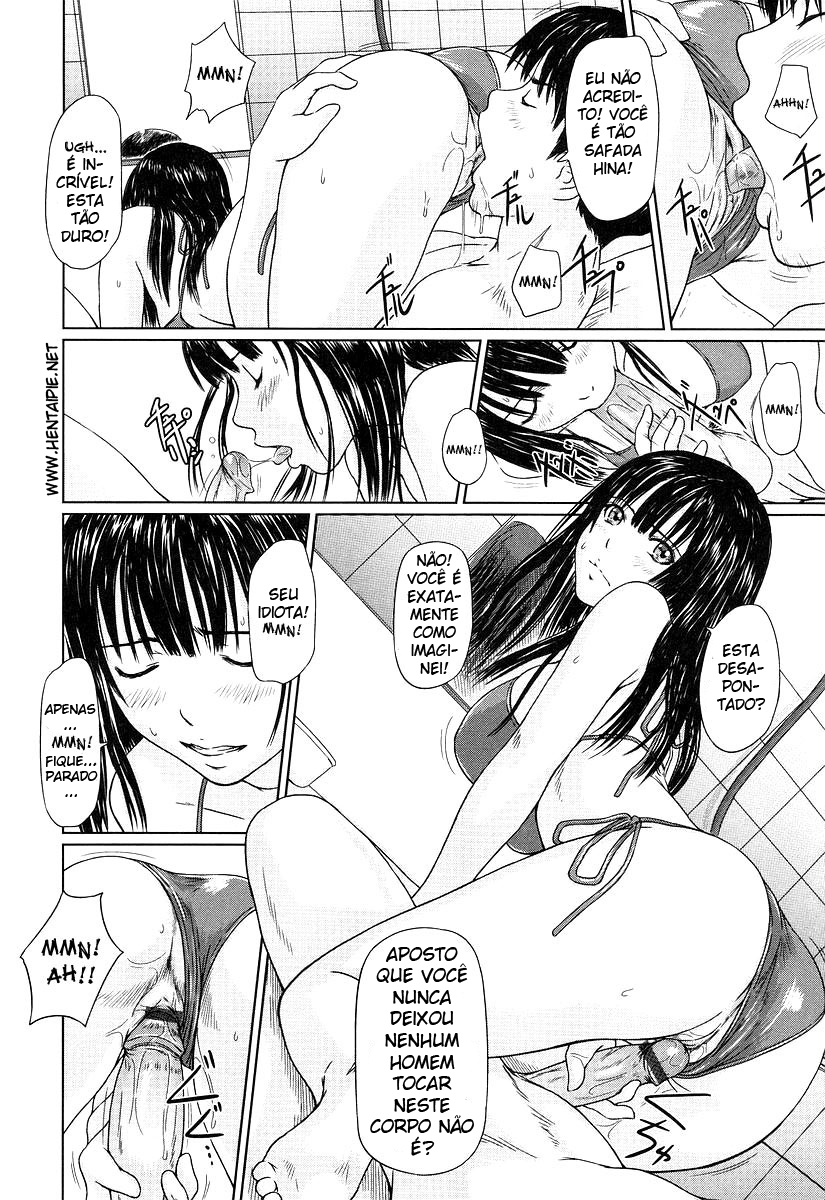 MMN!
EU NÃO
ACREDI-
TO! VOCÊ
É TÃO
SAFADA
HINA!
AHHN!
UGH...
É IN-
CRÍVEL!
ESTA
TÃO
DURO!
MMN!
WWW.HENTAIPIE.NET
MMN!!
MMN!
NÃO!
VOCÊ É
EXATA-
MENTE
COMO
IMAGI-
NEI!
ESTA
DESA-
PON-
TADO?
SEU
IDIOTA!
MMN!
APENAS
...
MMN!
FIQUE...
PARADO
...
MMN!
AH!!
APOSTO
QUE VOCÊ
NUNCA
DEIXOU
NENHUM
HOMEM
TOCAR
NESTE
CORPO NÃO
É?